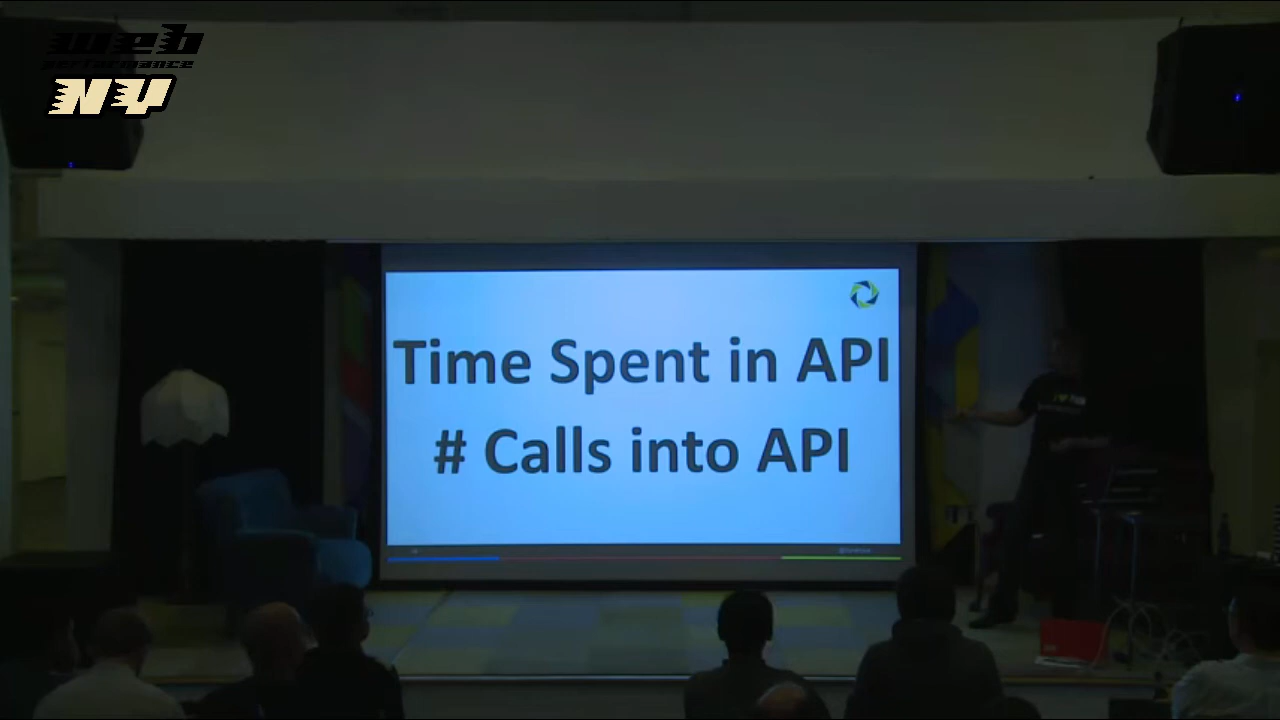 web
performance
NY
Time Spent in API
# Calls into API